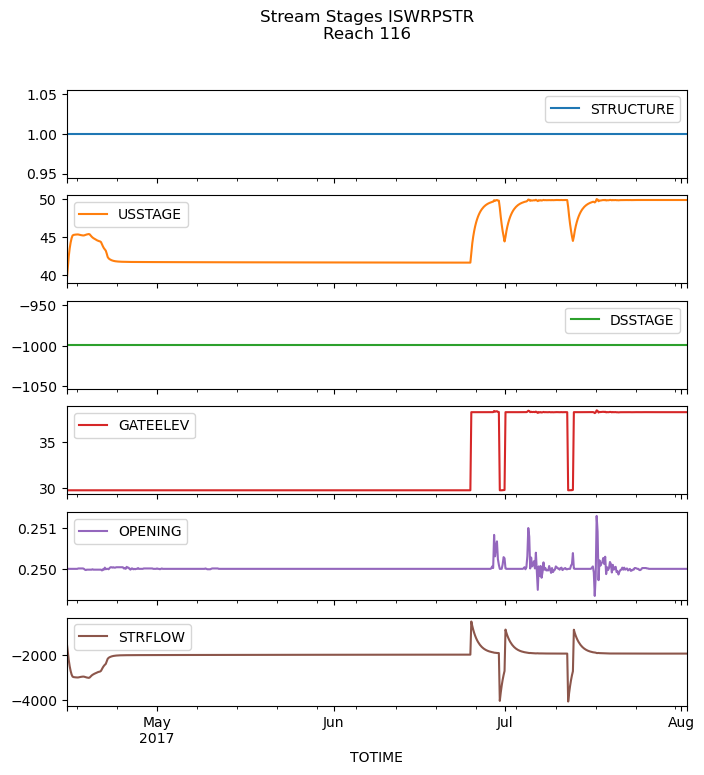 Stream Stages ISWRPSTR
Reach 116
1.05
1.00
0.95
STRUCTURE
50
45
40
USSTAGE
−950
−1000
−1050
DSSTAGE
35
30
GATEELEV
0.251
0.250
OPENING
−2000
−4000
STRFLOW
May
2017
Jun
Jul
Aug
TOTIME